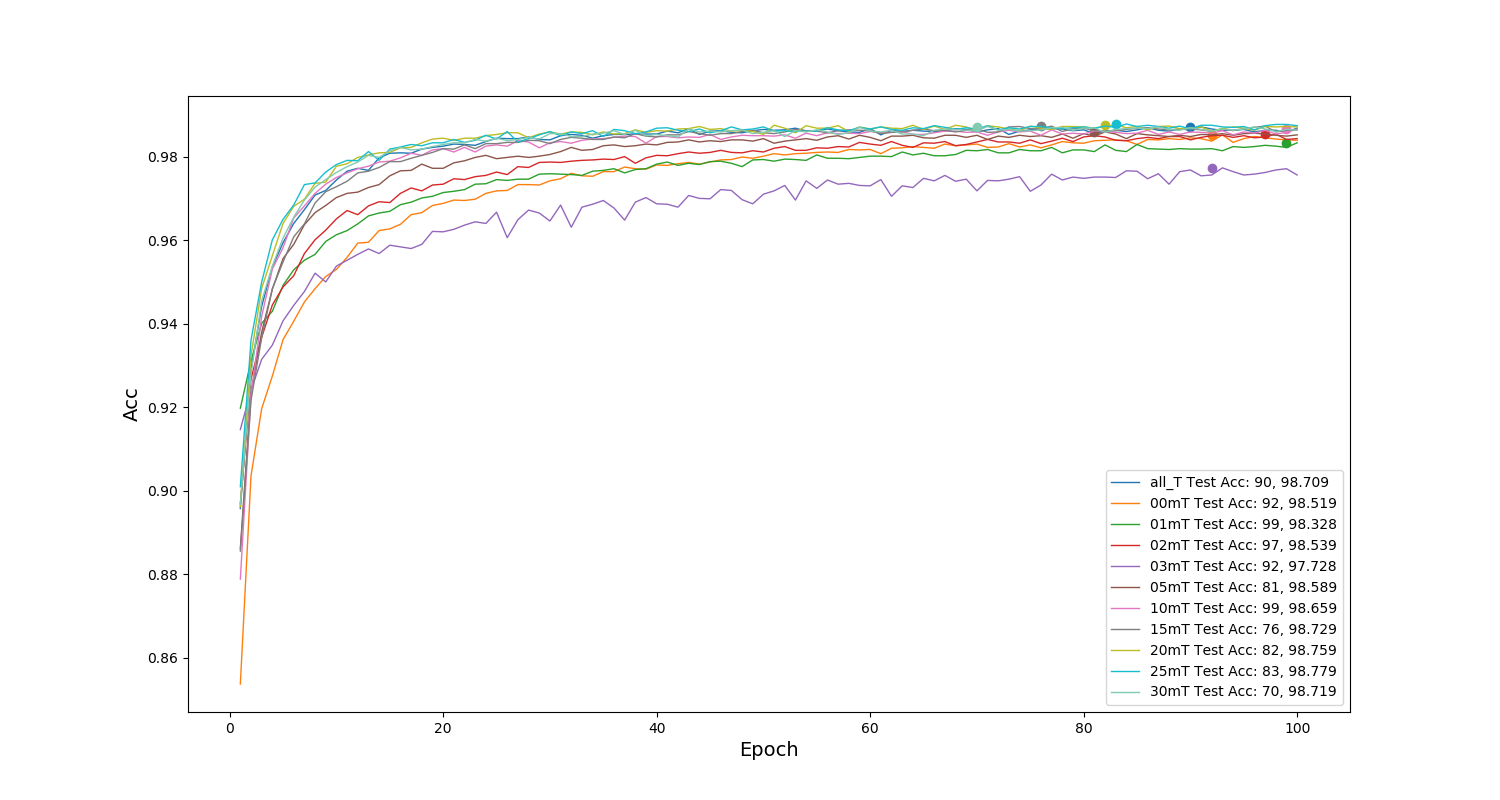 0.98
0.96
0.94
0.92
0.90
0.88
0.86
Acc
0
20
40
60
80
100
Epoch
all_T Test Acc: 90, 98.709
00mT Test Acc: 92, 98.519
01mT Test Acc: 99, 98.328
02mT Test Acc: 97, 98.539
03mT Test Acc: 92, 97.728
05mT Test Acc: 81, 98.589
10mT Test Acc: 99, 98.659
15mT Test Acc: 76, 98.729
20mT Test Acc: 82, 98.759
25mT Test Acc: 83, 98.779
30mT Test Acc: 70, 98.719